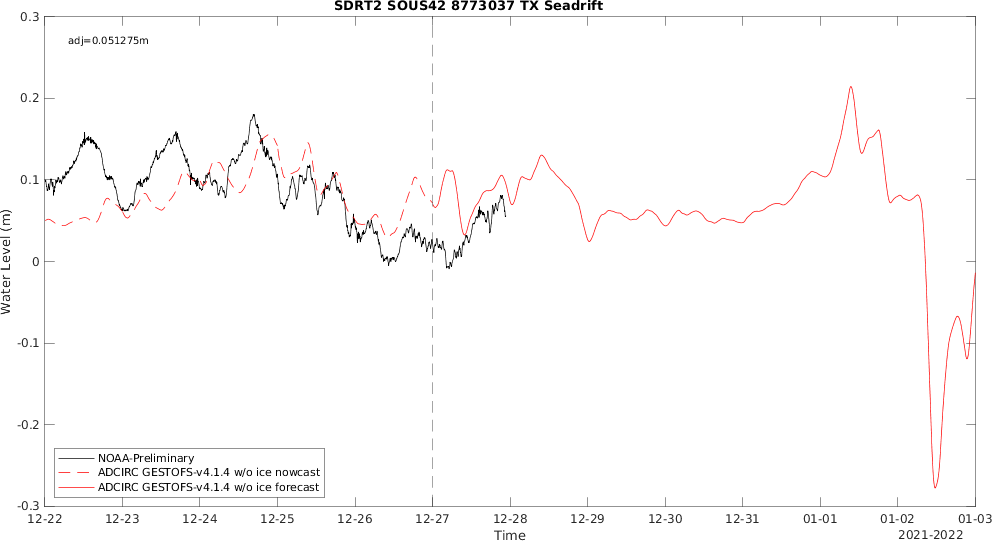 SDRT2 SOUS42 8773037 TX Seadrift
adj=0.051275m
0.3
0.2
0.1
0
-0.1
-0.2
-0.3
Water Level (m)
NOAA-Preliminary
ADCIRC GESTOFS-v4.1.4 w/o ice nowcast
ADCIRC GESTOFS-v4.1.4 w/o ice forecast
12-22 12-23 12-24 12-25 12-26 12-27 12-28 12-29 12-30 12-31 01-01 01-02 01-03
Time
2021-2022